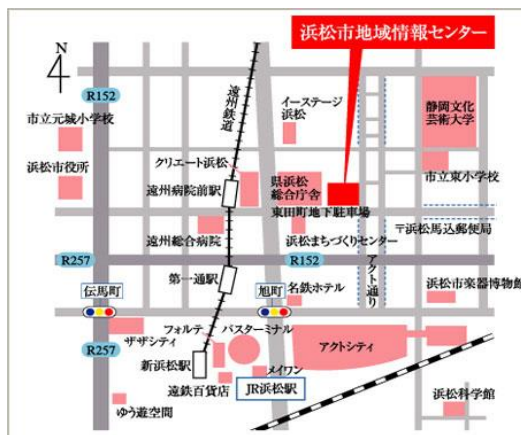 浜松市地域情報センター
N
R152
市立元城小学校
浜松市役所
遠州鉄道
イーステージ
浜松
静岡文化
芸術大学
クリエート浜松
遠州病院前駅
県浜松
総合庁舎
市立東小学校
東田町地下駐車場
遠州総合病院
浜松まちづくりセンター
〒浜松馬込郵便局
R257
R152
第一通駅
アクト通り
伝馬町
旭町
名鉄ホテル
浜松市楽器博物館
ザザシティ
フォルテ
バスターミナル
アクトシティ
R257
新浜松駅
メイワン
遠鉄百貨店
JR浜松駅
ゆう遊空間
浜松科学館